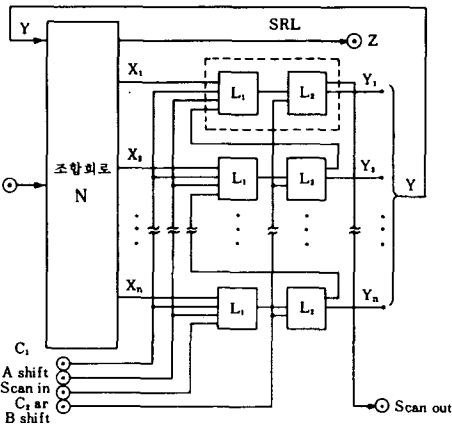 Y
SRL
Z
X₁
L₁
L₂
Y₁
X₂
조합회로
N
L₁
L₂
Y₂
Y
Xₙ
L₁
L₂
Yₙ
C₁
A shift
Scan in
C₂ ar
B shift
Scan out